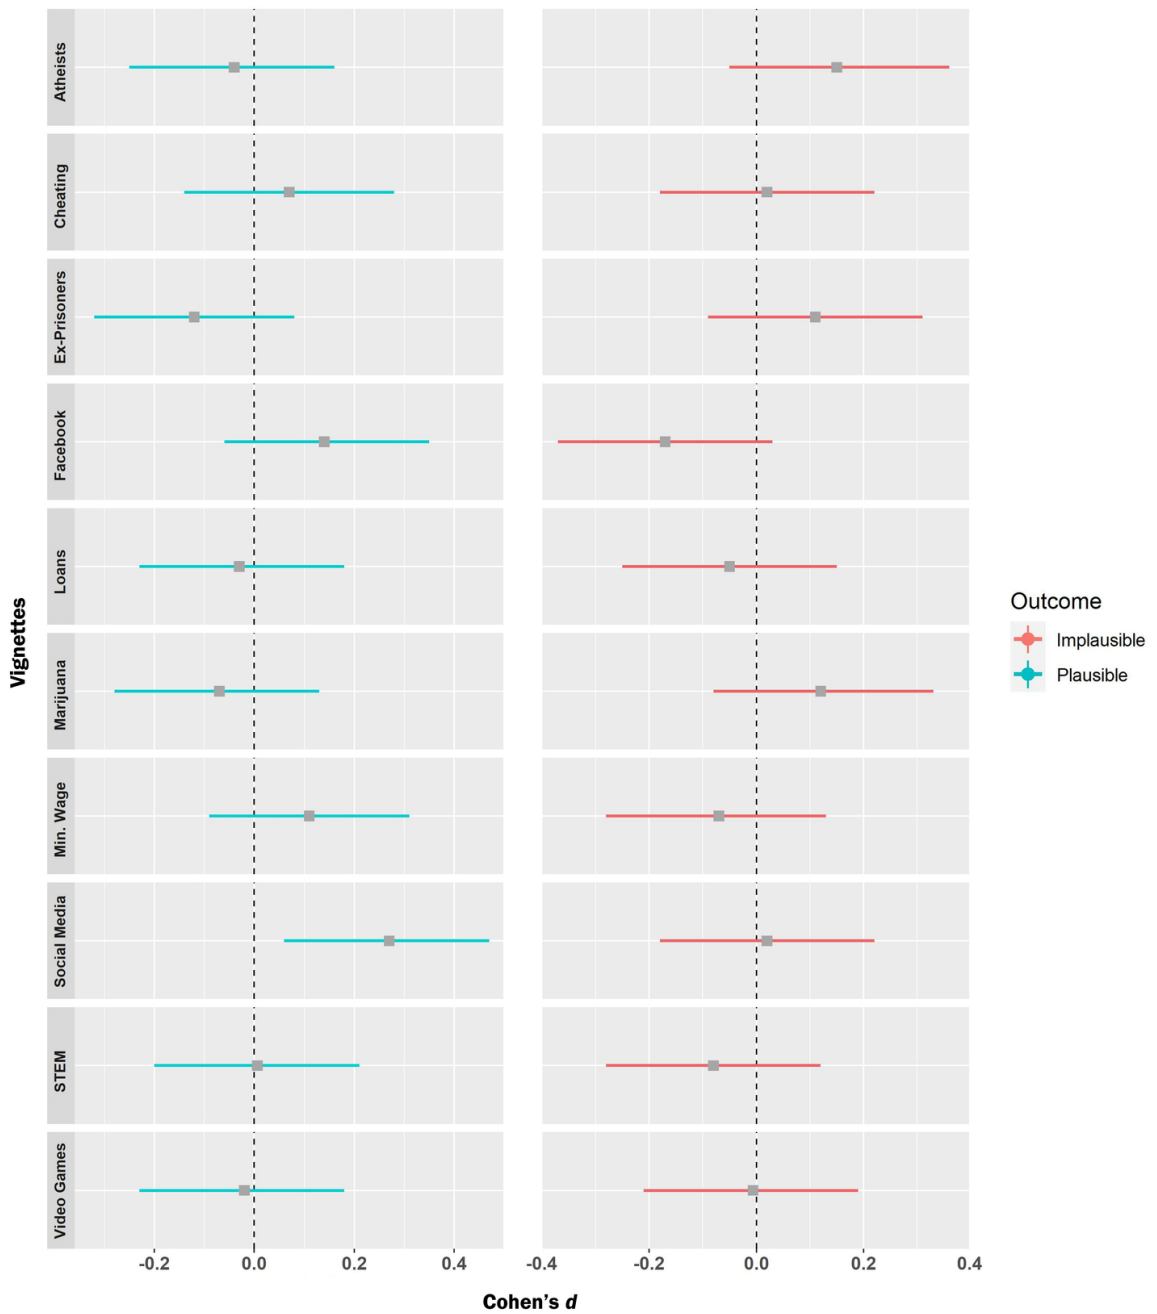 Vignettes
Atheists
Cheating
Ex-Prisoners
Facebook
Loans
Marijuana
Min. Wage
Social Media
STEM
Video Games
-0.2 0.0 0.2 0.4
-0.4 -0.2 0.0 0.2 0.4
Cohen's d
Outcome
Implausible
Plausible